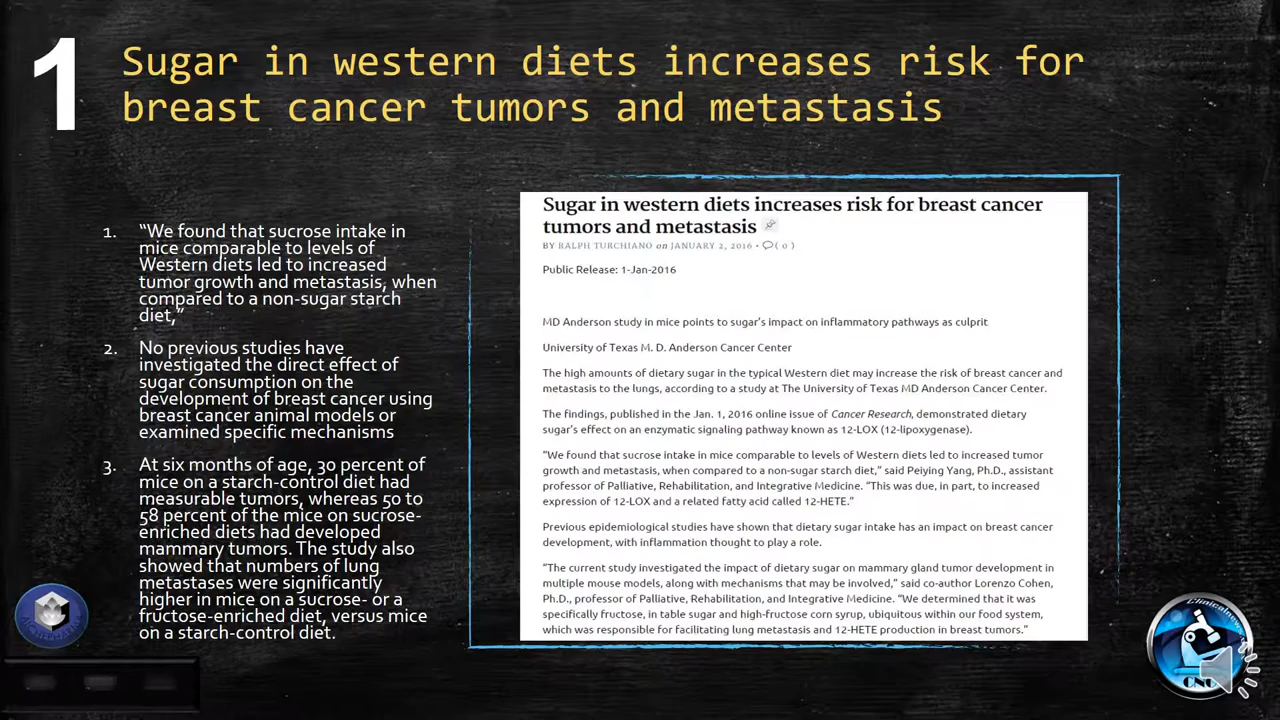 1
Sugar in western diets increases risk for
breast cancer tumors and metastasis
1. “We found that sucrose intake in
mice comparable to levels of
Western diets led to increased
tumor growth and metastasis, when
compared to a non-sugar starch
diet,”
2. No previous studies have
investigated the direct effect of
sugar consumption on the
development of breast cancer using
breast cancer animal models or
examined specific mechanisms
3. At six months of age, 30 percent of
mice on a starch-control diet had
measurable tumors, whereas 50 to
58 percent of the mice on sucrose-
enriched diets had developed
mammary tumors. The study also
showed that numbers of lung
metastases were significantly
higher in mice on a sucrose- or a
fructose-enriched diet, versus mice
on a starch-control diet.
Sugar in western diets increases risk for breast cancer
tumors and metastasis
BY RALPH TURCHIANO on JANUARY 2, 2016 • ( 0 )
Public Release: 1-Jan-2016
MD Anderson study in mice points to sugar’s impact on inflammatory pathways as culprit
University of Texas M. D. Anderson Cancer Center
The high amounts of dietary sugar in the typical Western diet may increase the risk of breast cancer and
metastasis to the lungs, according to a study at The University of Texas MD Anderson Cancer Center.
The findings, published in the Jan. 1, 2016 online issue of Cancer Research, demonstrated dietary
sugar’s effect on an enzymatic signaling pathway known as 12-LOX (12-lipoxygenase).
“We found that sucrose intake in mice comparable to levels of Western diets led to increased tumor
growth and metastasis, when compared to a non-sugar starch diet,” said Peiying Yang, Ph.D., assistant
professor of Palliative, Rehabilitation, and Integrative Medicine. “This was due, in part, to increased
expression of 12-LOX and a related fatty acid called 12-HETE.”
Previous epidemiological studies have shown that dietary sugar intake has an impact on breast cancer
development, with inflammation thought to play a role.
“The current study investigated the impact of dietary sugar on mammary gland tumor development in
multiple mouse models, along with mechanisms that may be involved,” said co-author Lorenzo Cohen,
Ph.D., professor of Palliative, Rehabilitation, and Integrative Medicine. “We determined that it was
specifically fructose, in table sugar and high-fructose corn syrup, ubiquitous within our food system,
which was responsible for facilitating lung metastasis and 12-HETE production in breast tumors.”